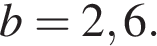 b = 2,6.